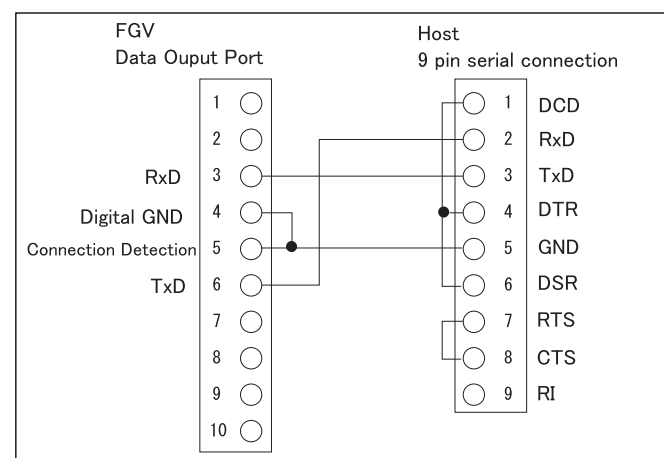 FGV
Data Ouput Port
Host
9 pin serial connection
1
2
RxD 3
Digital GND 4
Connection Detection 5
TxD 6
7
8
9
10
1 DCD
2 RxD
3 TxD
4 DTR
5 GND
6 DSR
7 RTS
8 CTS
9 RI